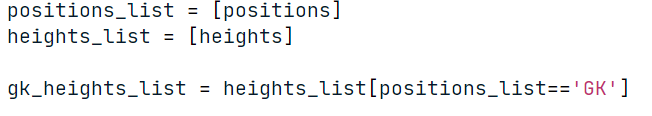 positions_list = [positions]
heights_list = [heights]
gk_heights_list = heights_list[positions_list=='GK']